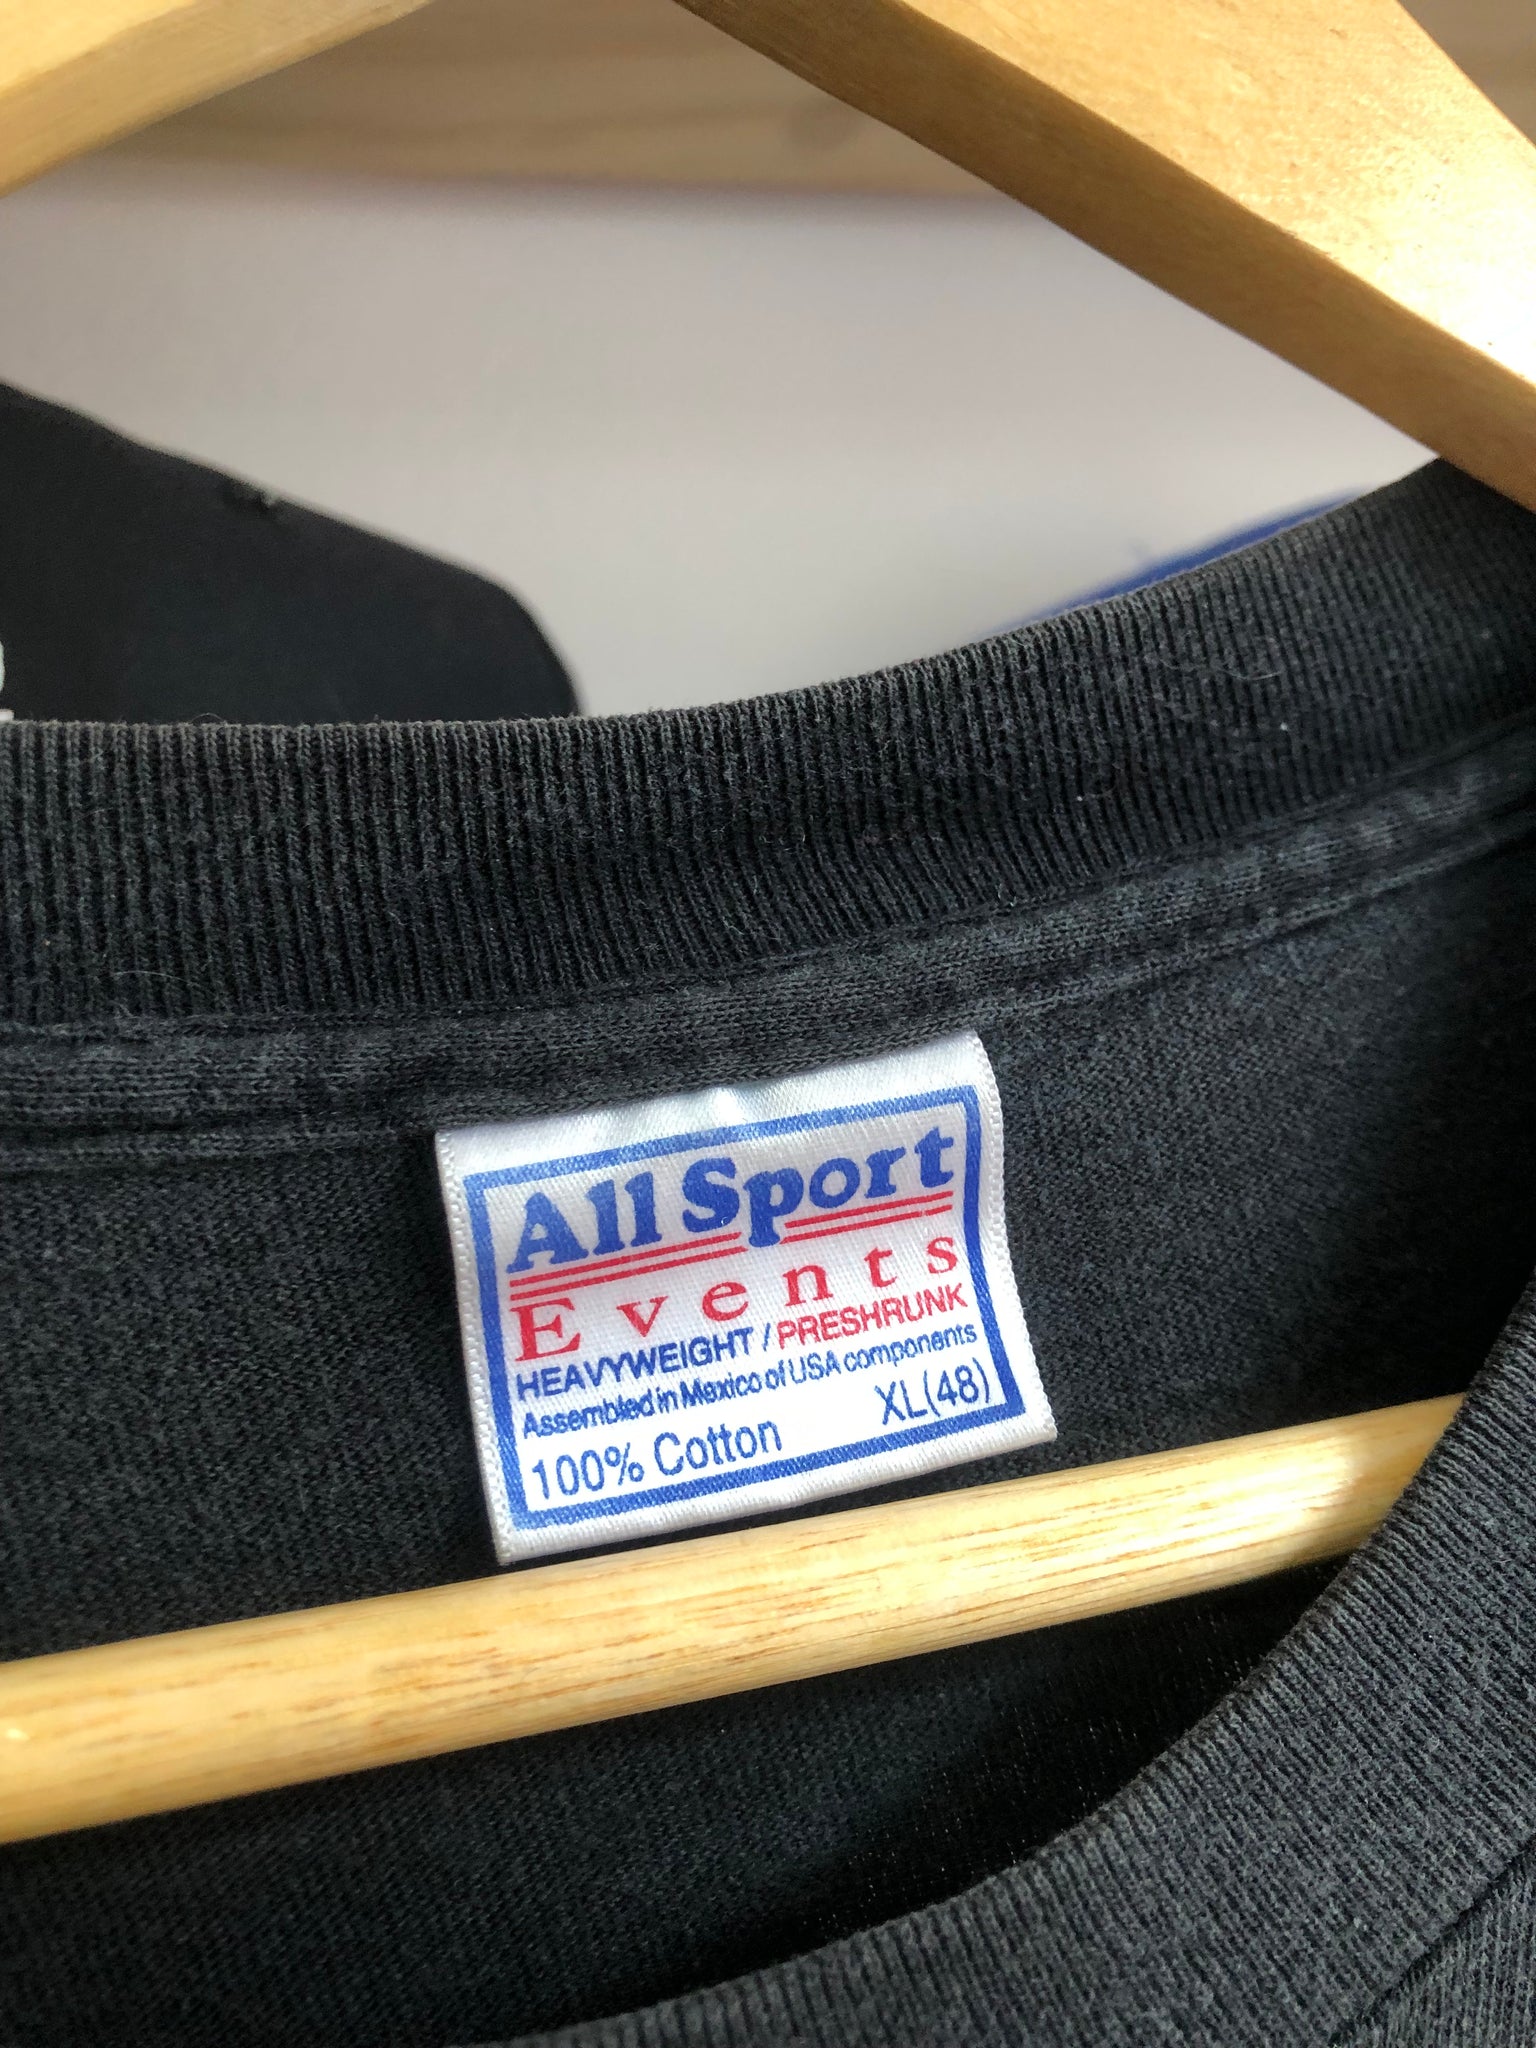 All Sport
Events
HEAVYWEIGHT / PRESHRUNK
Assembled in Mexico of USA components
XL(48)
100% Cotton